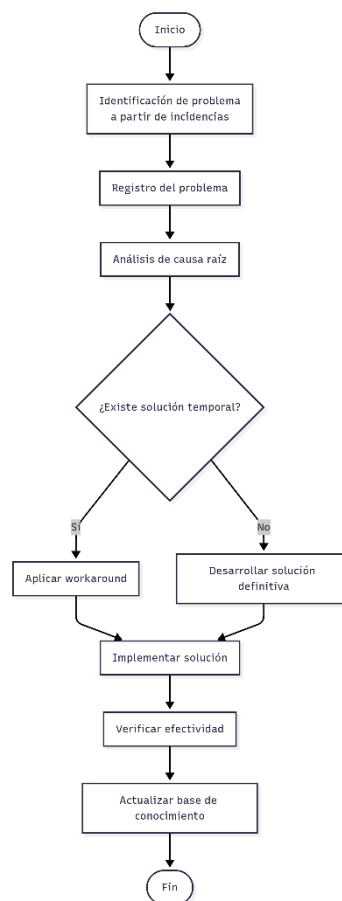 Inicio
Identificación de problema
a partir de incidencias
Registro del problema
Análisis de causa raíz
¿Existe solución temporal?
Sí
No
Aplicar workaround
Desarrollar solución
definitiva
Implementar solución
Verificar efectividad
Actualizar base de
conocimiento
Fin